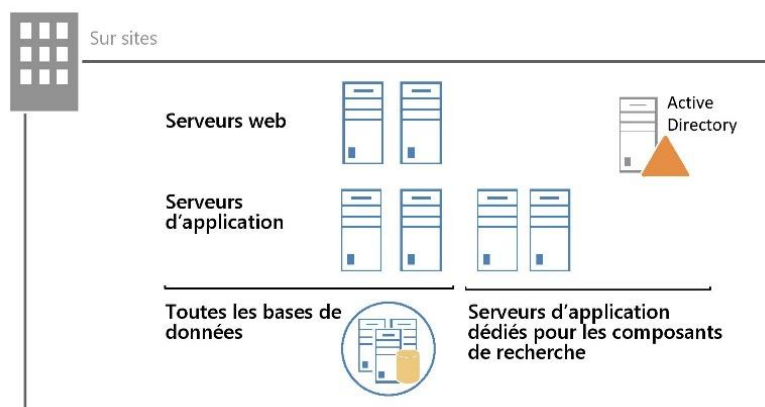 Sur sites
Serveurs web
Active
Directory
Serveurs
d'application
Toutes les bases de
données
Serveurs d'application
dédiés pour les composants
de recherche